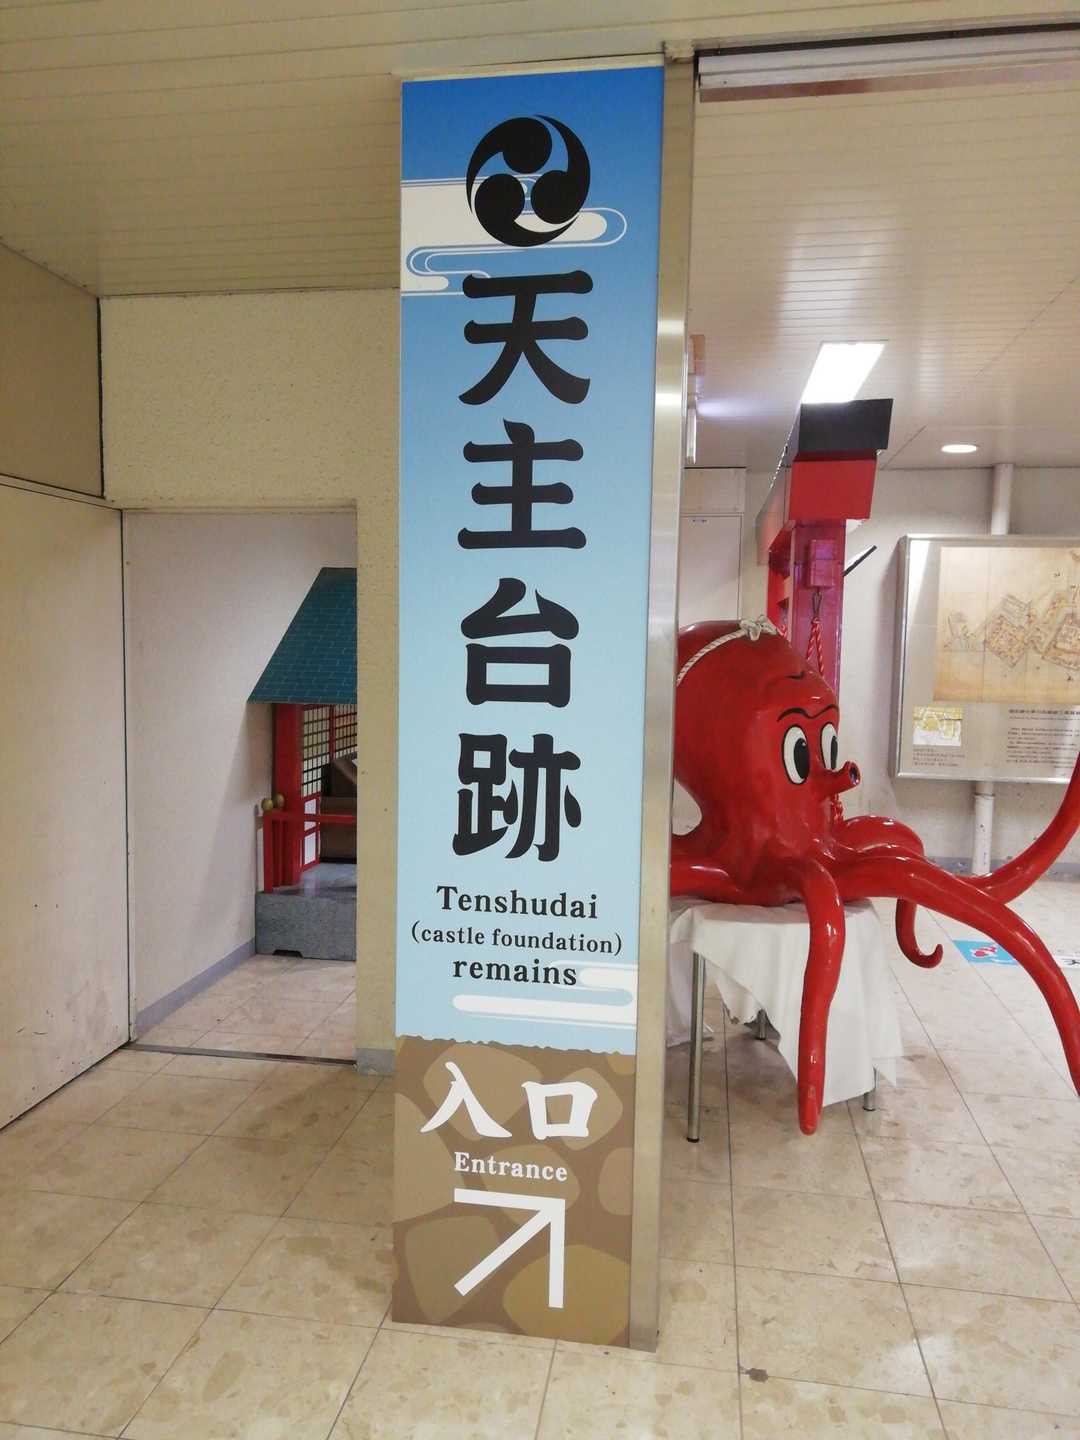 天主台跡
Tenshudai
(castle foundation)
remains
入口
Entrance